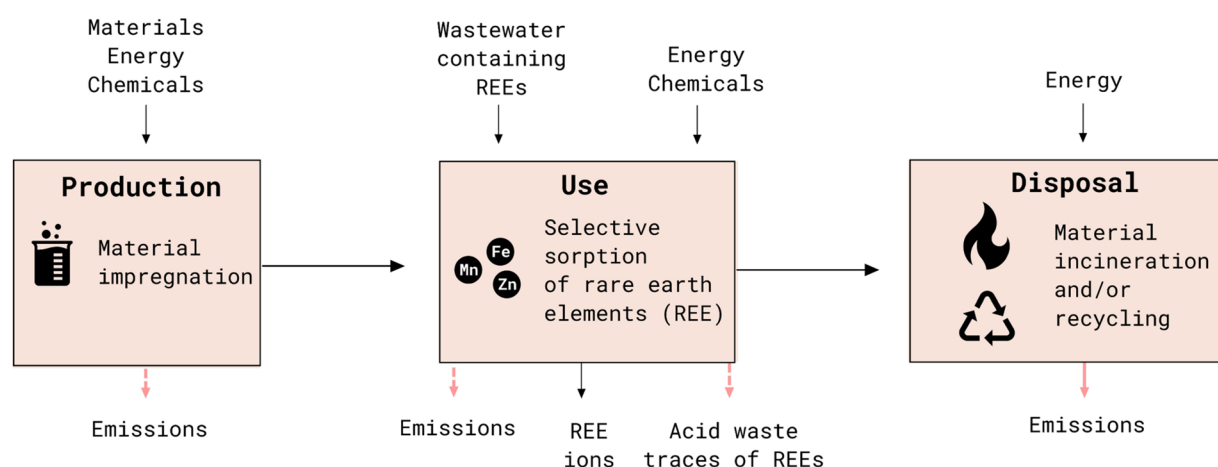 Materials
Energy
Chemicals
Wastewater
containing
REEs
Energy
Chemicals
Energy
Production
Material
impregnation
Use
Mn
Fe
Zn
Selective
sorption
of rare earth
elements (REE)
Disposal
Material
incineration
and/or
recycling
Emissions
Emissions
REE
ions
Acid waste
traces of REEs
Emissions